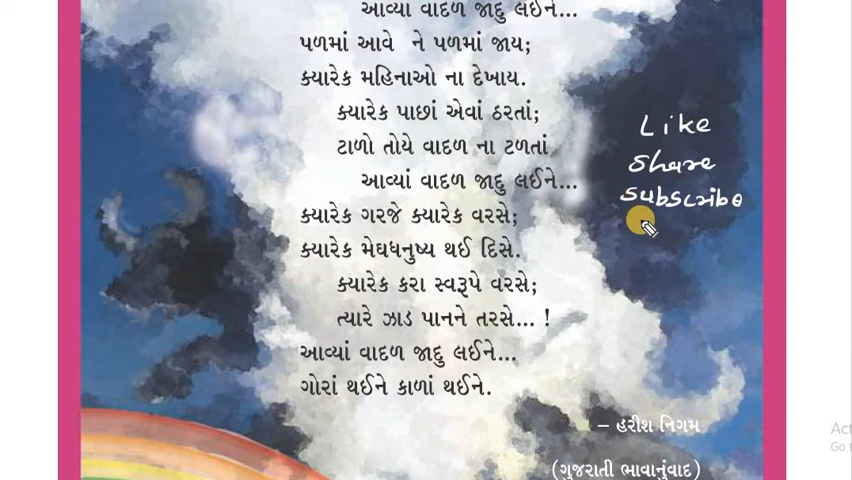 આવ્યા વાદળ જાદુ લઈને...
પળમાં આવે ને પળમાં જાય;
ક્યારેક મહિનાઓ ના દેખાય.
ક્યારેક પાછાં એવાં ઠરતાં;
ટાળો તોયે વાદળ ના ટળતાં
આવ્યાં વાદળ જાદુ લઈને...
ક્યારેક ગરજે ક્યારેક વરસે;
ક્યારેક મેઘધનુષ્ય થઈ દિસે.
ક્યારેક કરા સ્વરૂપે વરસે;
ત્યારે ઝાડ પાનને તરસે... !
આવ્યાં વાદળ જાદુ લઈને...
ગોરાં થઈને કાળાં થઈને.
– હરીશ નિગમ
(ગુજરાતી ભાવાનુંવાદ)
Like
Share
Subscribe